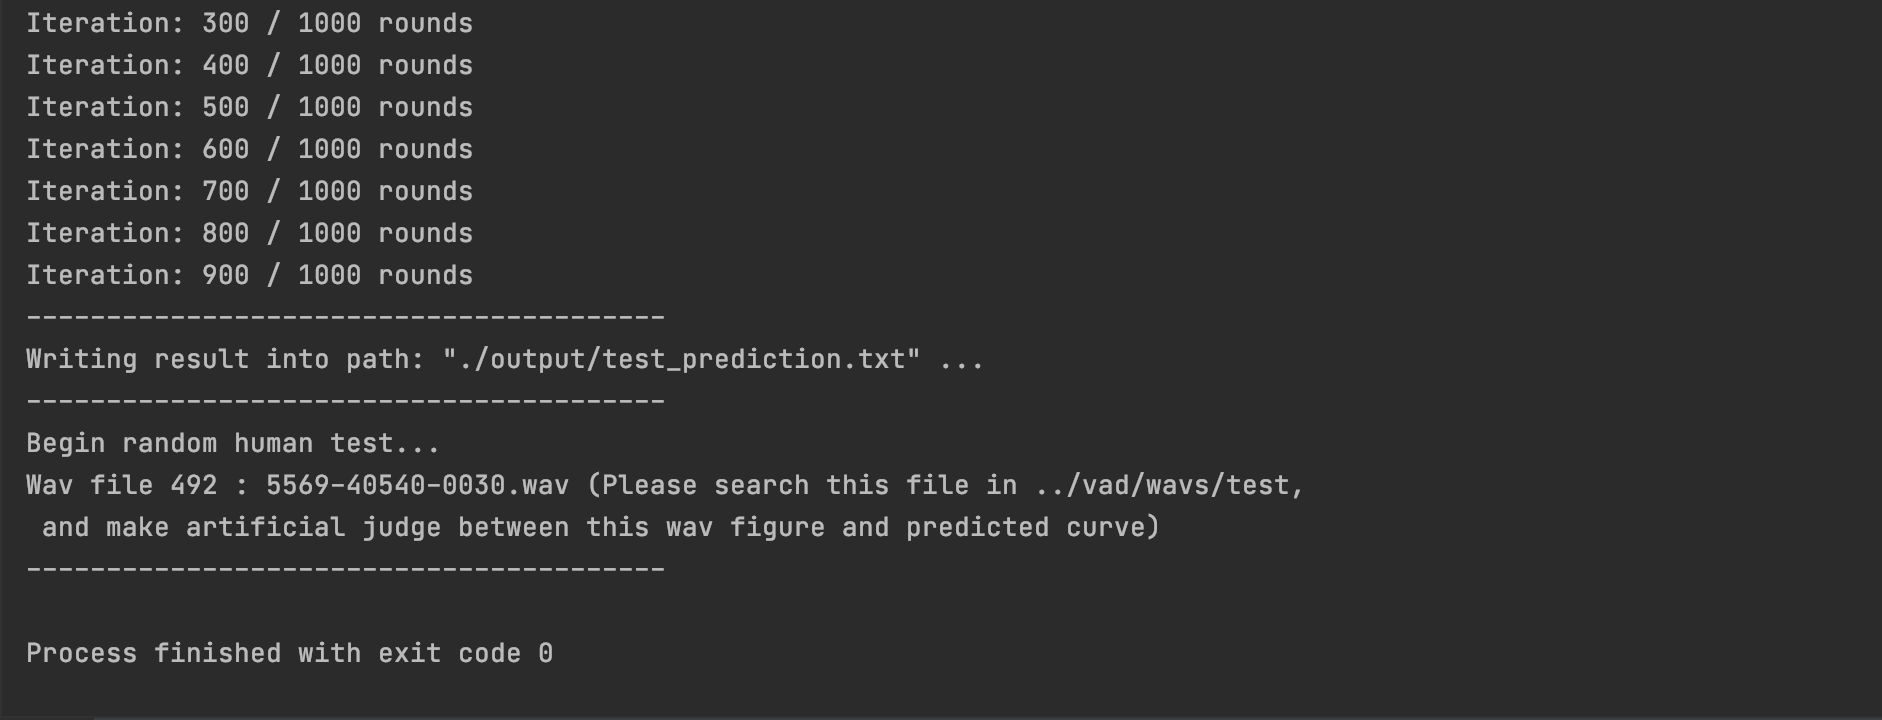 Iteration: 300 / 1000 rounds
Iteration: 400 / 1000 rounds
Iteration: 500 / 1000 rounds
Iteration: 600 / 1000 rounds
Iteration: 700 / 1000 rounds
Iteration: 800 / 1000 rounds
Iteration: 900 / 1000 rounds
----------------------------------------
Writing result into path: "./output/test_prediction.txt" ...
----------------------------------------
Begin random human test...
Wav file 492 : 5569-40540-0030.wav (Please search this file in ../vad/wavs/test,
 and make artificial judge between this wav figure and predicted curve)
----------------------------------------
Process finished with exit code 0